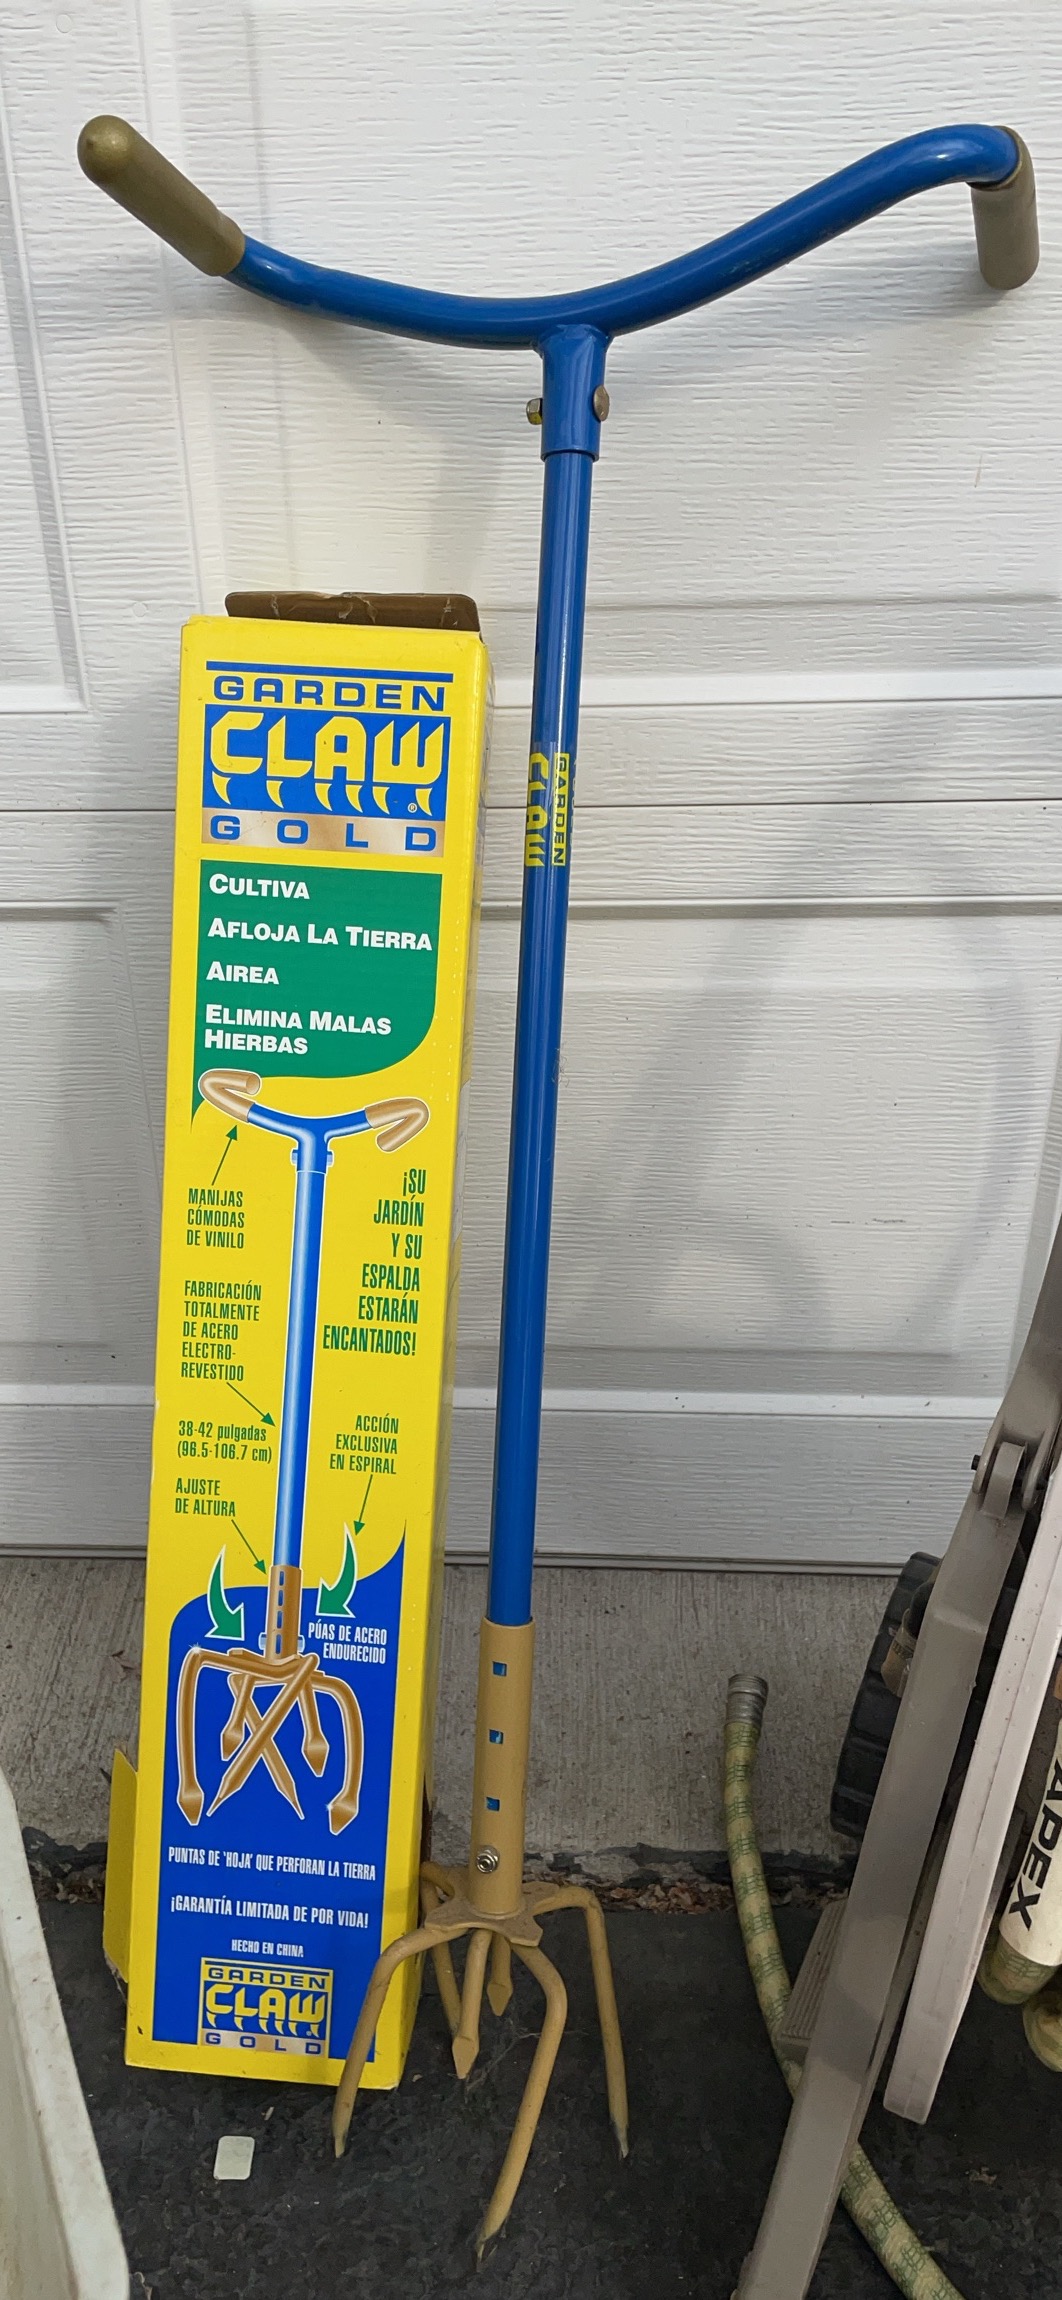 GARDEN
CLAW®
GOLD
CULTIVA
AFLOJA LA TIERRA
AIREA
ELIMINA MALAS
HIERBAS
MANIJAS
CÓMODAS
DE VINILO
¡SU
JARDÍN
Y SU
ESPALDA
ESTARÁN
ENCANTADOS!
FABRICACIÓN
TOTALMENTE
DE ACERO
ELECTRO-
REVESTIDO
38-42 pulgadas
(96.5-106.7 cm)
ACCIÓN
EXCLUSIVA
EN ESPIRAL
AJUSTE
DE ALTURA
PÚAS DE ACERO
ENDURECIDO
PUNTAS DE 'HOJA' QUE PERFORAN LA TIERRA
¡GARANTÍA LIMITADA DE POR VIDA!
HECHO EN CHINA
GARDEN
CLAW
GOLD
GARDEN
CLAW